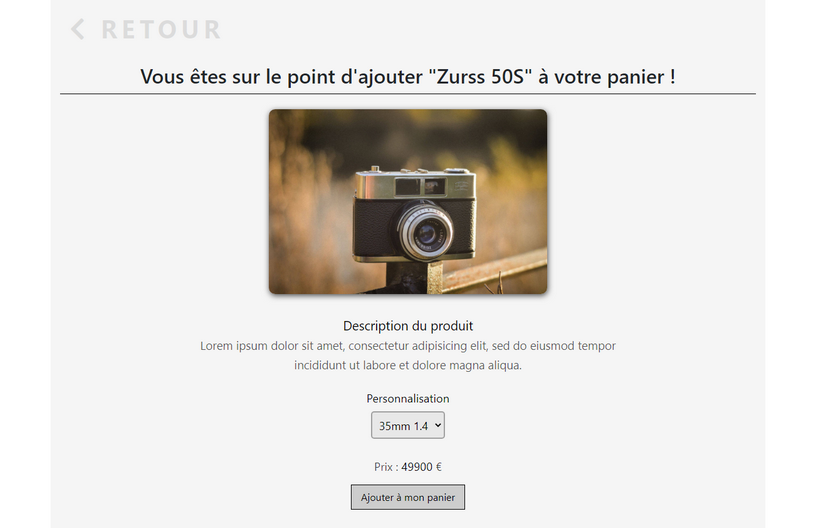 RETOUR
Vous êtes sur le point d'ajouter "Zurss 50S" à votre panier !
Description du produit
Lorem ipsum dolor sit amet, consectetur adipisicing elit, sed do eiusmod tempor
incididunt ut labore et dolore magna aliqua.
Personnalisation
35mm 1.4
Prix : 49900 €
Ajouter à mon panier